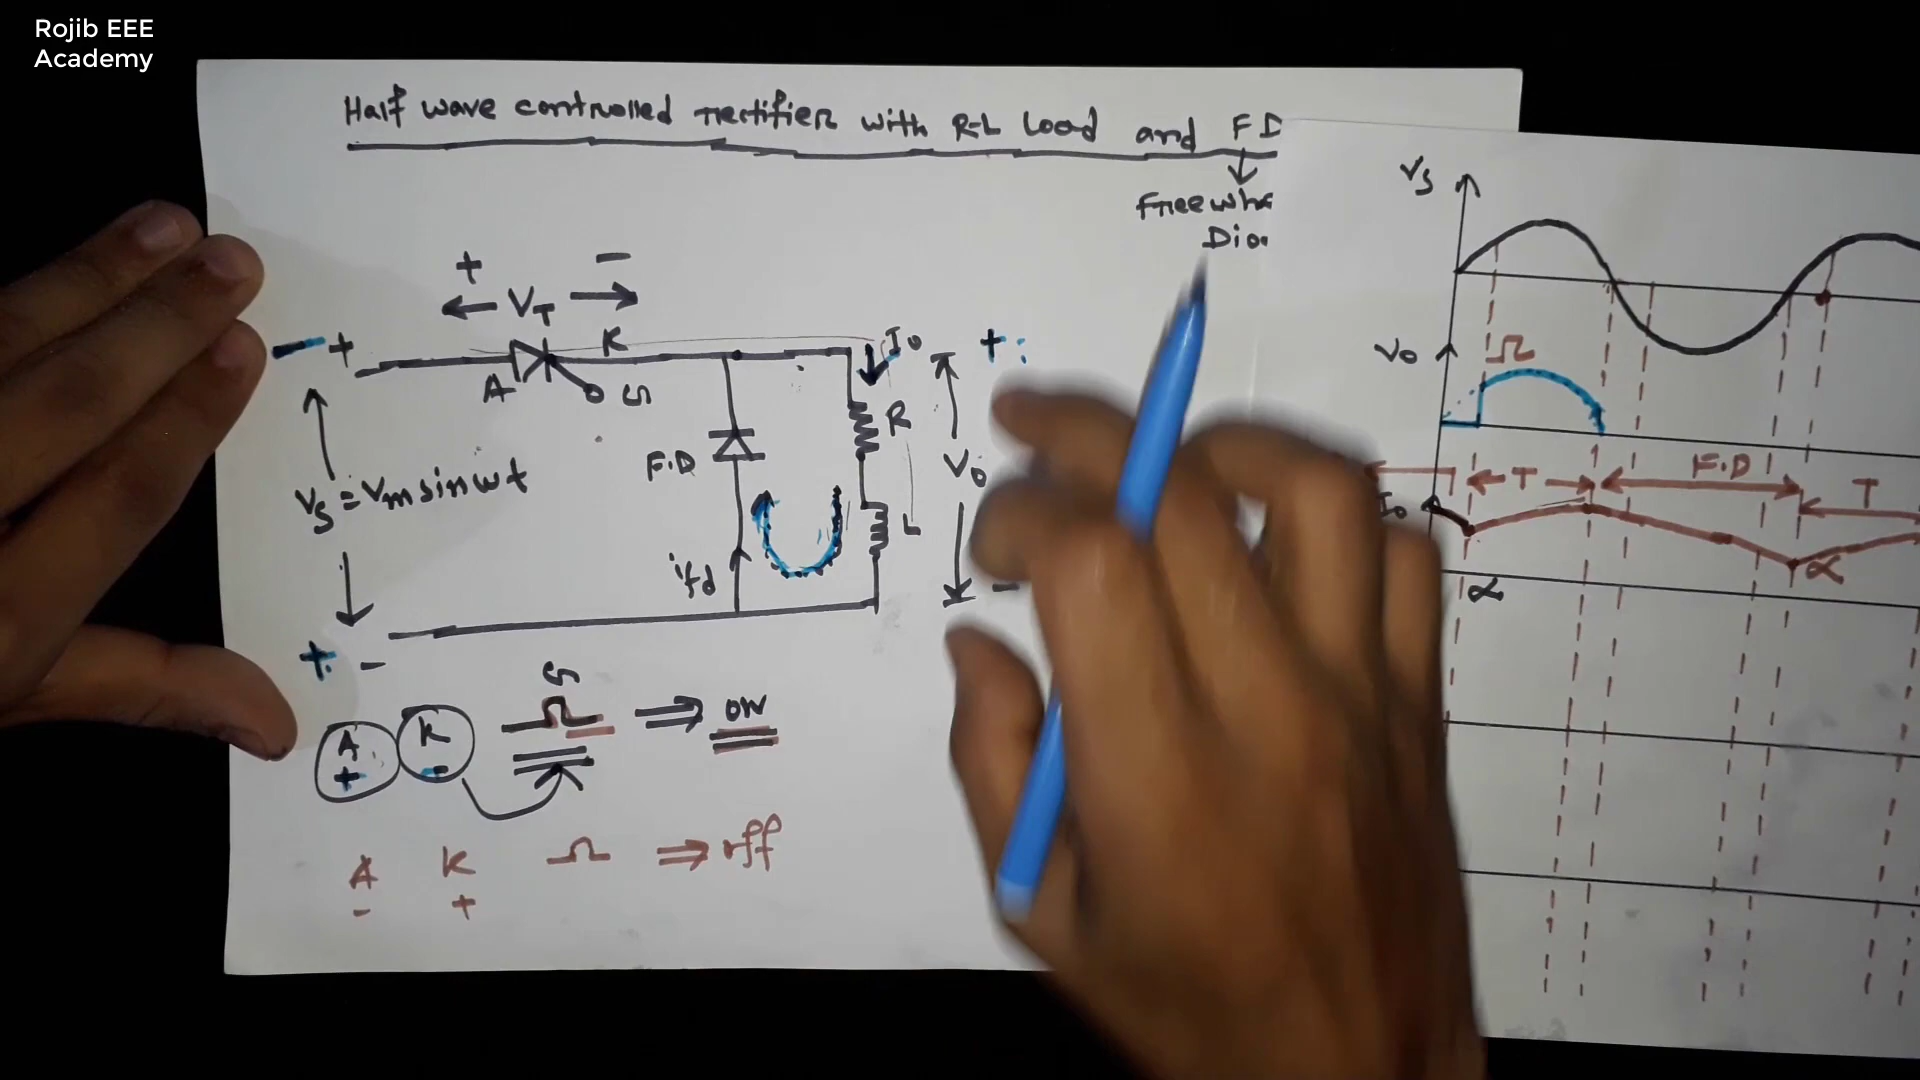 Rojib EEE
Academy
Half wave controlled rectifier with R-L Load and FD
Dio
+ -
VT
- +
A K G
Io
+
R
F.D
Vo
Vs = Vm sin wt
L
ifd
-
+ -
G
A K ⇒ ON
+ -
A K ⇒ off
- +
Vs
Vo
T F.D T
Io
α α